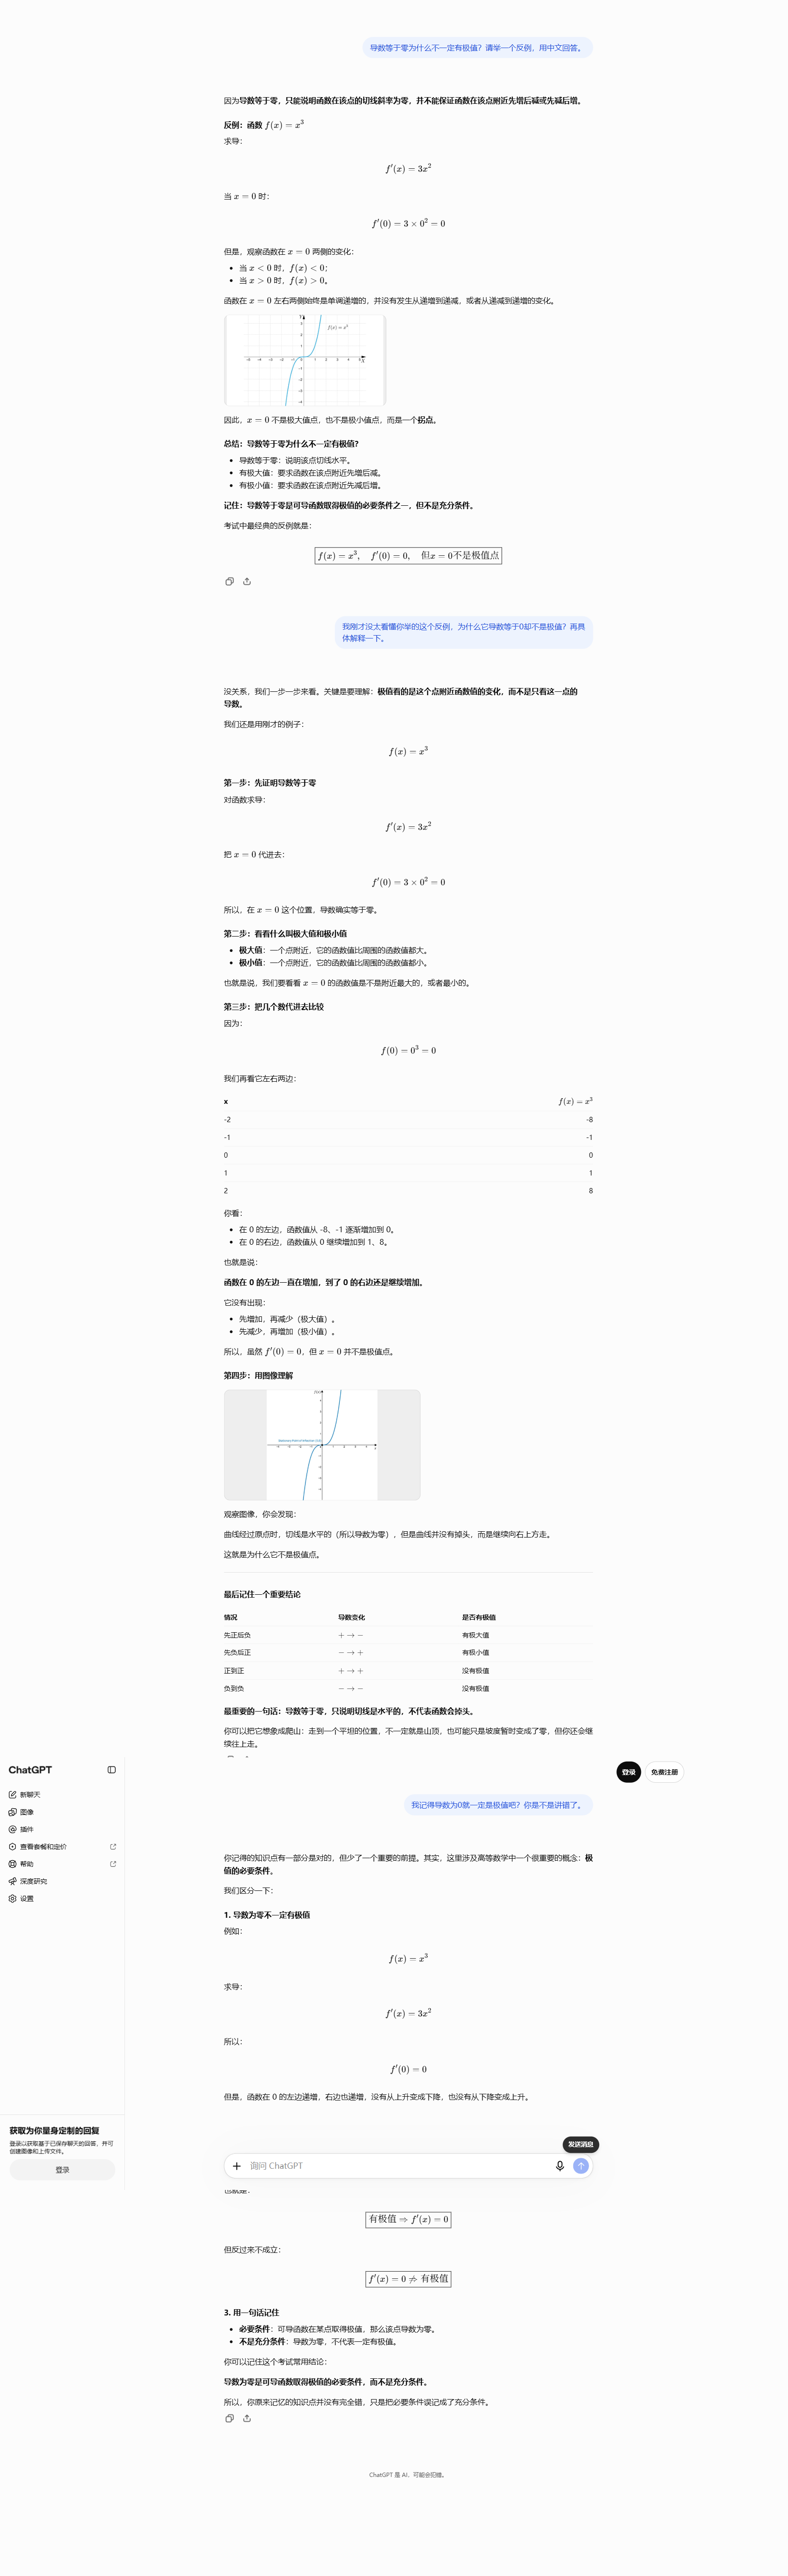 导数等于零为什么不一定有极值？请举一个反例，用中文回答。
因为导数等于零，只能说明函数在该点的切线斜率为零，并不能保证函数在该点附近先增后减或先减后增。
反例：函数 f(x) = x³
求导：
f′(x) = 3x²
当 x = 0 时：
f′(0) = 3 × 0² = 0
但是，观察函数在 x = 0 两侧的变化：
• 当 x < 0 时，f(x) < 0；
• 当 x > 0 时，f(x) > 0。
函数在 x = 0 左右两侧始终是单调递增的，并没有发生从递增到递减，或者从递减到递增的变化。
f(x) = x³
因此，x = 0 不是极大值点，也不是极小值点，而是一个拐点。
总结：导数等于零为什么不一定有极值？
• 导数等于零：说明该点切线水平。
• 有极大值：要求函数在该点附近先增后减。
• 有极小值：要求函数在该点附近先减后增。
记住：导数等于零是可导函数取得极值的必要条件之一，但不是充分条件。
考试中最经典的反例就是：
f(x) = x³, f′(0) = 0, 但x = 0不是极值点
我刚才没太看懂你举的这个反例，为什么它导数等于0却不是极值？再具
体解释一下。
没关系，我们一步一步来看。关键是要理解：极值看的是这个点附近函数值的变化，而不是只看这一点的
导数。
我们还是用刚才的例子：
f(x) = x³
第一步：先证明导数等于零
对函数求导：
f′(x) = 3x²
把 x = 0 代进去：
f′(0) = 3 × 0² = 0
所以，在 x = 0 这个位置，导数确实等于零。
第二步：看看什么叫极大值和极小值
• 极大值：一个点附近，它的函数值比周围的函数值都大。
• 极小值：一个点附近，它的函数值比周围的函数值都小。
也就是说，我们要看看 x = 0 的函数值是不是附近最大的，或者最小的。
第三步：把几个数代进去比较
因为：
f(0) = 0³ = 0
我们再看它左右两边：
x f(x) = x³
-2 -8
-1 -1
0 0
1 1
2 8
你看：
• 在 0 的左边，函数值从 -8、-1 逐渐增加到 0。
• 在 0 的右边，函数值从 0 继续增加到 1、8。
也就是说：
函数在 0 的左边一直在增加，到了 0 的右边还是继续增加。
它没有出现：
• 先增加，再减少（极大值）。
• 先减少，再增加（极小值）。
所以，虽然 f′(0) = 0，但 x = 0 并不是极值点。
第四步：用图像理解
观察图像，你会发现：
曲线经过原点时，切线是水平的（所以导数为零），但是曲线并没有掉头，而是继续向右上方走。
这就是为什么它不是极值点。
最后记住一个重要结论
情况 导数变化 是否有极值
先正后负 + → − 有极大值
先负后正 − → + 有极小值
正到正 + → + 没有极值
负到负 − → − 没有极值
最重要的一句话：导数等于零，只说明切线是水平的，不代表函数会掉头。
你可以把它想象成爬山：走到一个平坦的位置，不一定就是山顶，也可能只是坡度暂时变成了零，但你还会继
续往上走。
ChatGPT
登录 免费注册
新聊天
图像
插件
查看套餐和定价
帮助
深度研究
设置
我记得导数为0就一定是极值吧？你是不是讲错了。
你记得的知识点有一部分是对的，但少了一个重要的前提。其实，这里涉及高等数学中一个很重要的概念：极
值的必要条件。
我们区分一下：
1. 导数为零不一定有极值
例如：
f(x) = x³
求导：
f′(x) = 3x²
所以：
f′(0) = 0
但是，函数在 0 的左边递增，右边也递增，没有从上升变成下降，也没有从下降变成上升。
获取为你量身定制的回复
登录以获取基于已保存聊天的回答，并可
创建图像和上传文件。
登录
发送消息
询问 ChatGPT
有极值 ⇒ f′(x) = 0
但反过来不成立：
f′(x) = 0 ⇏ 有极值
3. 用一句话记住
• 必要条件：可导函数在某点取得极值，那么该点导数为零。
• 不是充分条件：导数为零，不代表一定有极值。
你可以记住这个考试常用结论：
导数为零是可导函数取得极值的必要条件，而不是充分条件。
所以，你原来记忆的知识点并没有完全错，只是把必要条件误记成了充分条件。
ChatGPT 是 AI，可能会犯错。